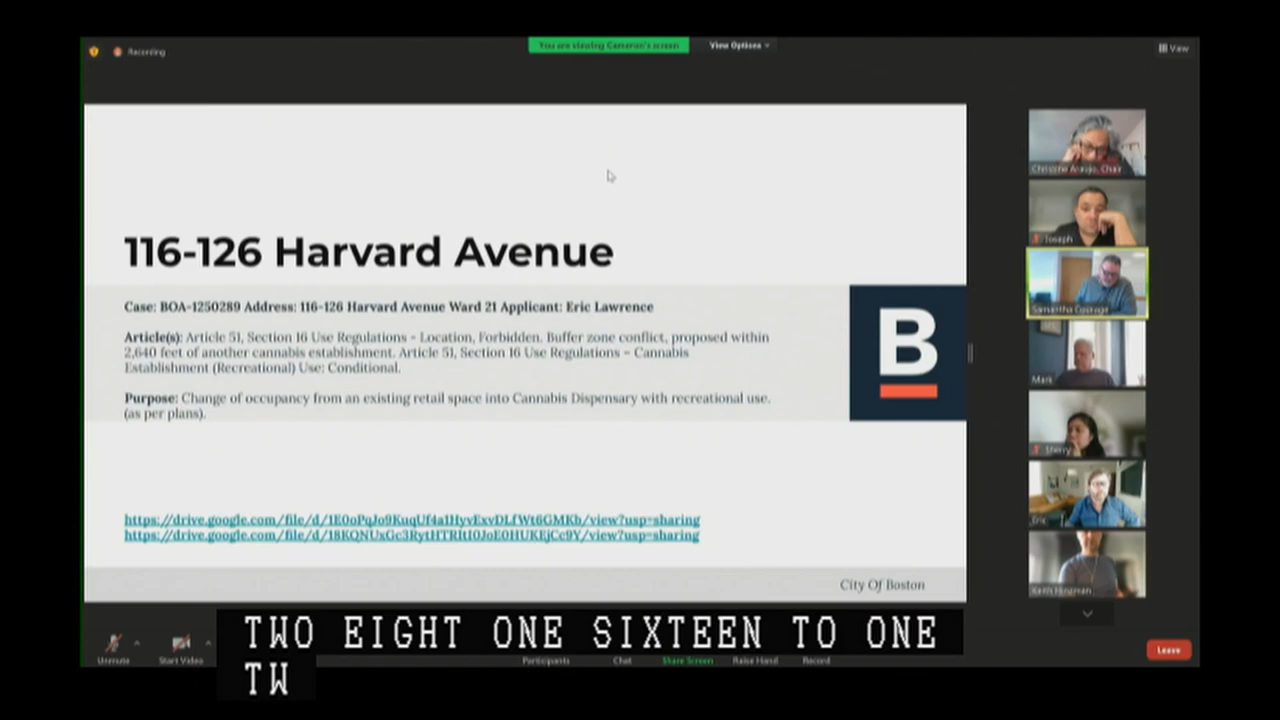 Recording
You are viewing Cameron's screen
View Options
View
116-126 Harvard Avenue
Case: BOA-1250289 Address: 116-126 Harvard Avenue Ward 21 Applicant: Eric Lawrence
Article(s): Article 51, Section 16 Use Regulations - Location, Forbidden. Buffer zone conflict, proposed within
2,640 feet of another cannabis establishment. Article 51, Section 16 Use Regulations - Cannabis
Establishment (Recreational) Use: Conditional.
Purpose: Change of occupancy from an existing retail space into Cannabis Dispensary with recreational use.
(as per plans).
B
City Of Boston
Christine Araujo, Chair
Joseph
Samantha
Mark
Sherry
Eric
Unmute
Start Video
Participants
Chat
Share Screen
Raise Hand
Record
Leave
TWO EIGHT ONE SIXTEEN TO ONE
TW